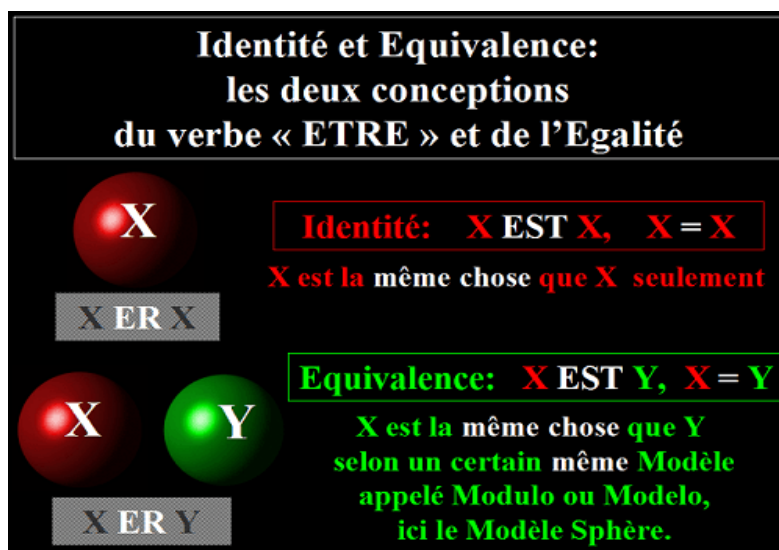 Identité et Equivalence:
les deux conceptions
du verbe « ETRE » et de l’Egalité
X
Identité: X EST X, X = X
X est la même chose que X seulement
X ER X
Equivalence: X EST Y, X = Y
X
Y
X est la même chose que Y
selon un certain même Modèle
appelé Modulo ou Modelo,
ici le Modèle Sphère.
X ER Y